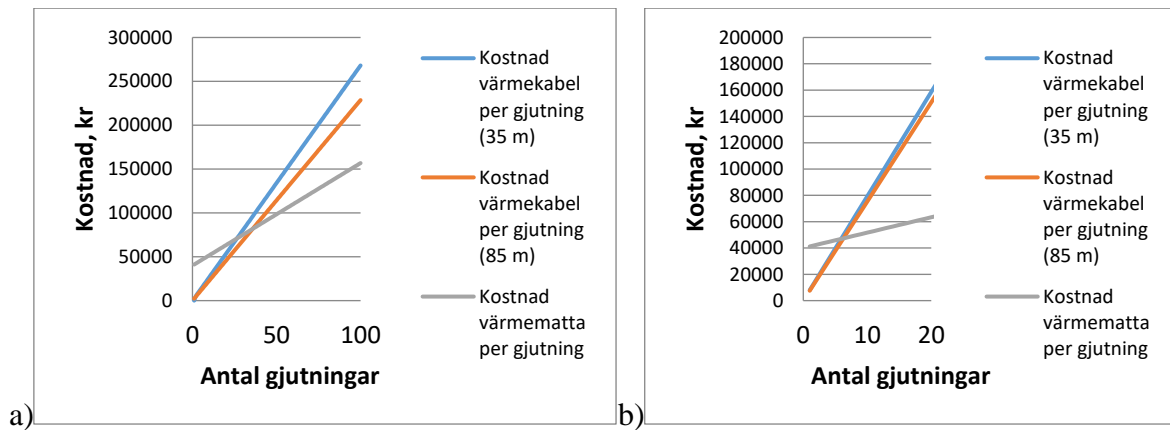 300000
250000
200000
150000
100000
50000
0
Kostnad, kr
0 50 100
Antal gjutningar
Kostnad
värmekabel
per gjutning
(35 m)
Kostnad
värmekabel
per gjutning
(85 m)
Kostnad
värmematta
per gjutning
a)
200000
180000
160000
140000
120000
100000
80000
60000
40000
20000
0
Kostnad, kr
0 10 20
Antal gjutningar
Kostnad
värmekabel
per gjutning
(35 m)
Kostnad
värmekabel
per gjutning
(85 m)
Kostnad
värmematta
per gjutning
b)